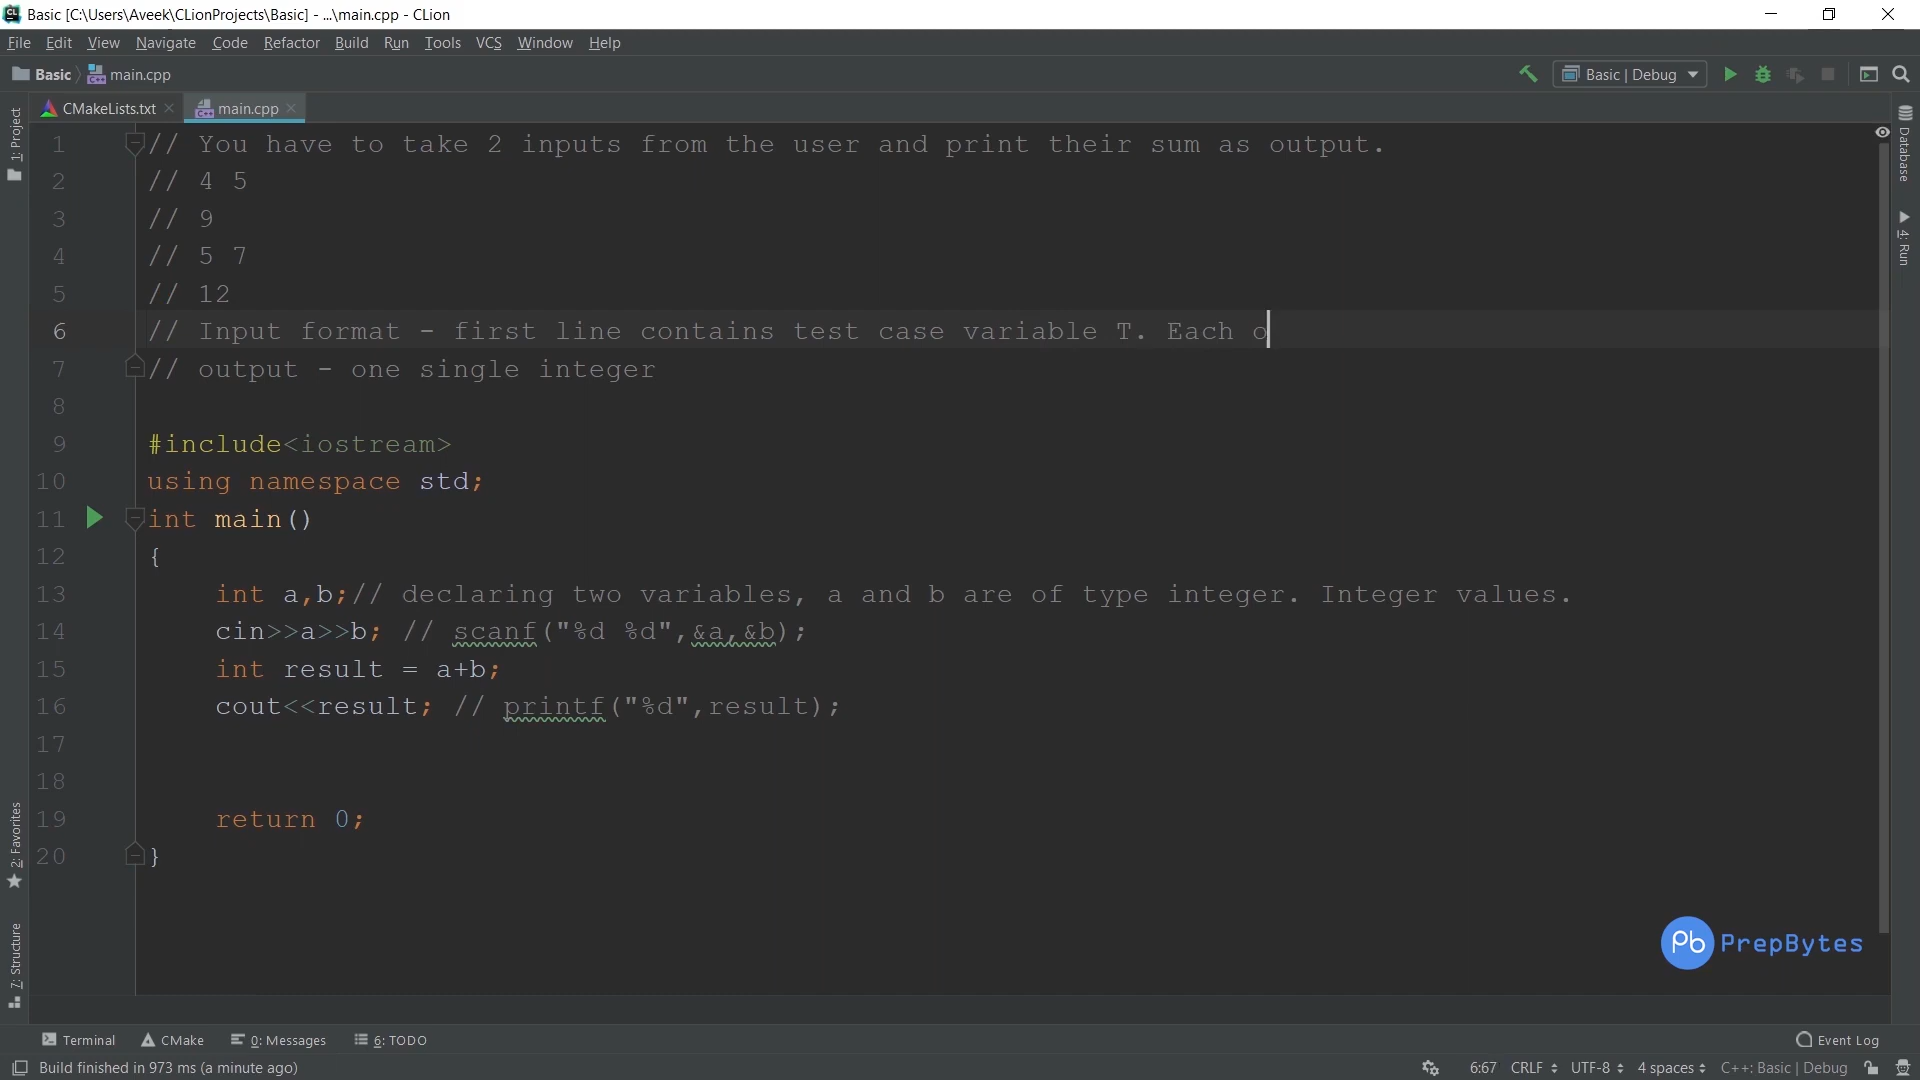 Basic [C:\Users\Aveek\CLionProjects\Basic] - ...\main.cpp - CLion
File Edit View Navigate Code Refactor Build Run Tools VCS Window Help
Basic main.cpp Basic | Debug
CMakeLists.txt main.cpp
1: Project
Database
4: Run
1 // You have to take 2 inputs from the user and print their sum as output.
2 // 4 5
3 // 9
4 // 5 7
5 // 12
6 // Input format - first line contains test case variable T. Each o
7 // output - one single integer
8
9 #include<iostream>
10 using namespace std;
11 int main()
12 {
13 int a,b;// declaring two variables, a and b are of type integer. Integer values.
14 cin>>a>>b; // scanf("%d %d",&a,&b);
15 int result = a+b;
16 cout<<result; // printf("%d",result);
17
18
19 return 0;
20 }
2: Favorites
7: Structure
Pb PrepBytes
Terminal CMake 0: Messages 6: TODO Event Log
Build finished in 973 ms (a minute ago) 6:67 CRLF UTF-8 4 spaces C++: Basic | Debug